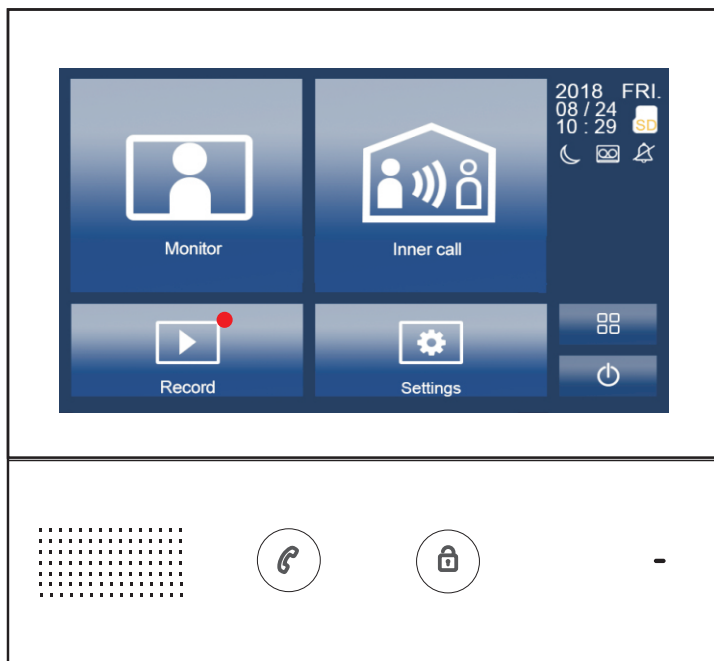 2018 FRI.
08 / 24
10 : 29 SD
Monitor
Inner call
Record
Settings